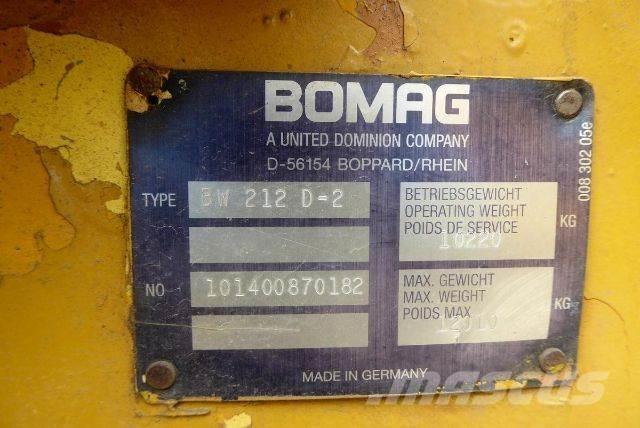 BOMAG
A UNITED DOMINION COMPANY
D-56154 BOPPARD/RHEIN
TYPE BW 212 D-2
BETRIEBSGEWICHT
OPERATING WEIGHT
POIDS DE SERVICE
10220 KG
NO 101400870182
MAX. GEWICHT
MAX. WEIGHT
POIDS MAX
KG
MADE IN GERMANY
008 302 05e
MASCUS